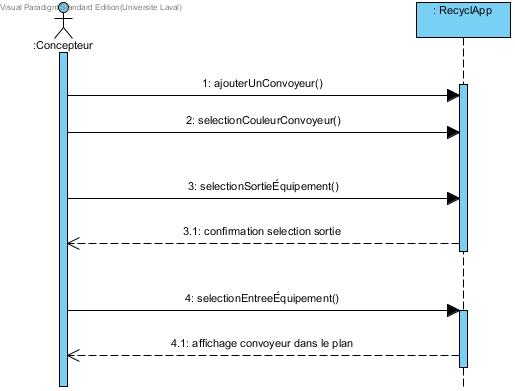 Visual Paradigm Standard Edition(Universite Laval)
:Concepteur
: RecyclApp
1: ajouterUnConvoyeur()
2: selectionCouleurConvoyeur()
3: selectionSortieÉquipement()
3.1: confirmation selection sortie
4: selectionEntreeÉquipement()
4.1: affichage convoyeur dans le plan